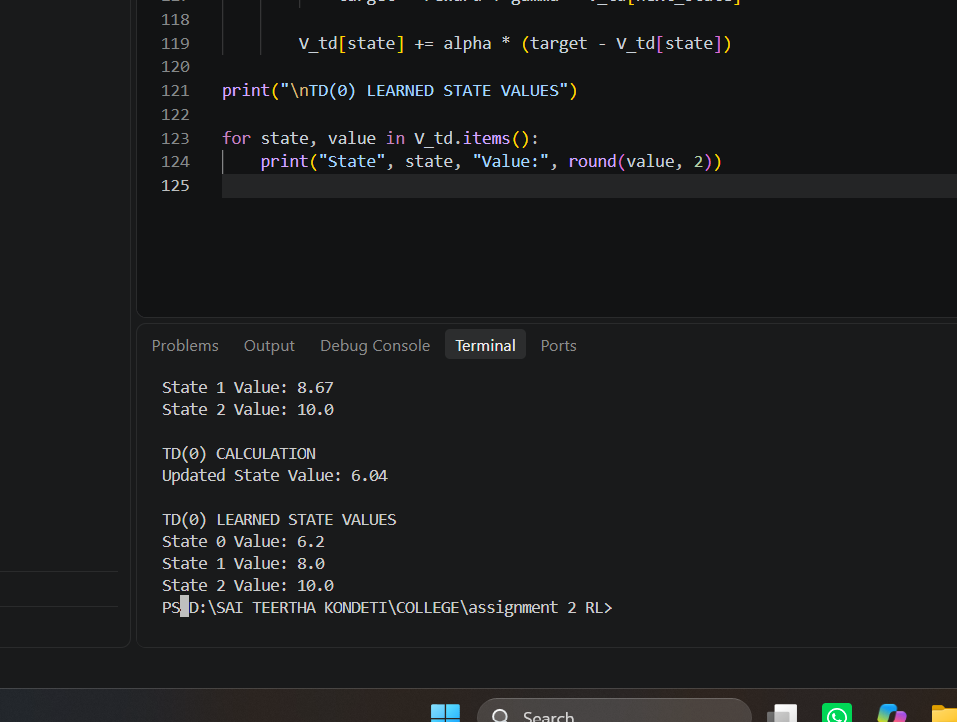 118
119 V_td[state] += alpha * (target - V_td[state])
120
121 print("\nTD(0) LEARNED STATE VALUES")
122
123 for state, value in V_td.items():
124 print("State", state, "Value:", round(value, 2))
125
Problems Output Debug Console Terminal Ports
State 1 Value: 8.67
State 2 Value: 10.0
TD(0) CALCULATION
Updated State Value: 6.04
TD(0) LEARNED STATE VALUES
State 0 Value: 6.2
State 1 Value: 8.0
State 2 Value: 10.0
PS D:\SAI TEERTHA KONDETI\COLLEGE\assignment 2 RL>
Search